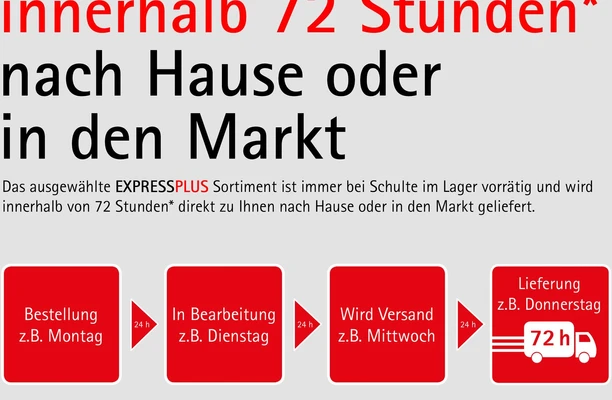 innerhalb 72 Stunden*
nach Hause oder
in den Markt
Das ausgewählte EXPRESSPLUS Sortiment ist immer bei Schulte im Lager vorrätig und wird
innerhalb von 72 Stunden* direkt zu Ihnen nach Hause oder in den Markt geliefert.
Bestellung
z.B. Montag
24 h
In Bearbeitung
z.B. Dienstag
24 h
Wird Versand
z.B. Mittwoch
24 h
Lieferung
z.B. Donnerstag
72 h